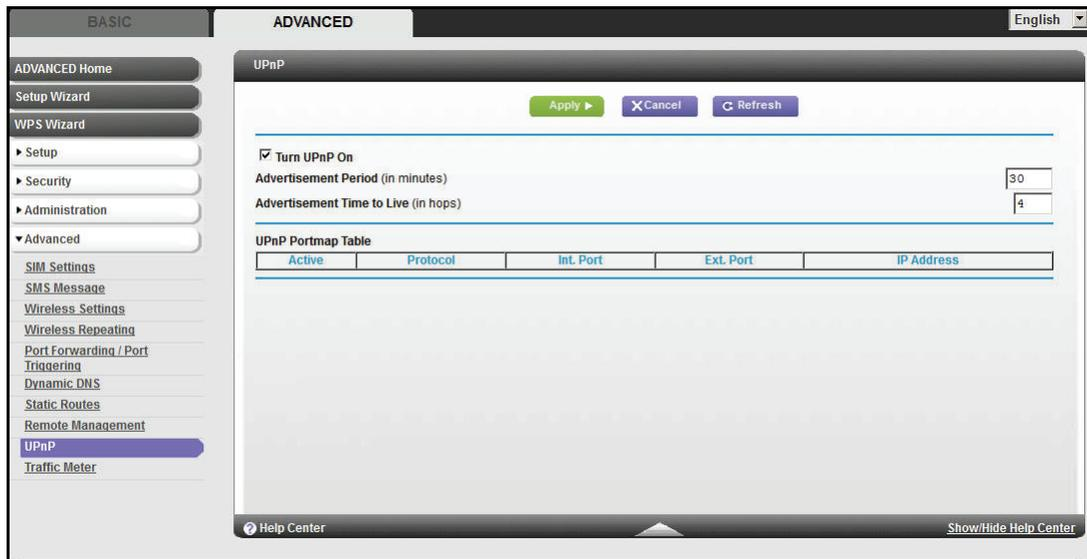 BASIC
ADVANCED
English
ADVANCED Home
Setup Wizard
WPS Wizard
Setup
Security
Administration
Advanced
SIM Settings
SMS Message
Wireless Settings
Wireless Repeating
Port Forwarding / Port
Triggering
Dynamic DNS
Static Routes
Remote Management
UPnP
Traffic Meter
UPnP
Apply
Cancel
Refresh
Turn UPnP On
Advertisement Period (in minutes) 30
Advertisement Time to Live (in hops) 4
UPnP Portmap Table
Active Protocol Int. Port Ext. Port IP Address
Help Center
Show/Hide Help Center